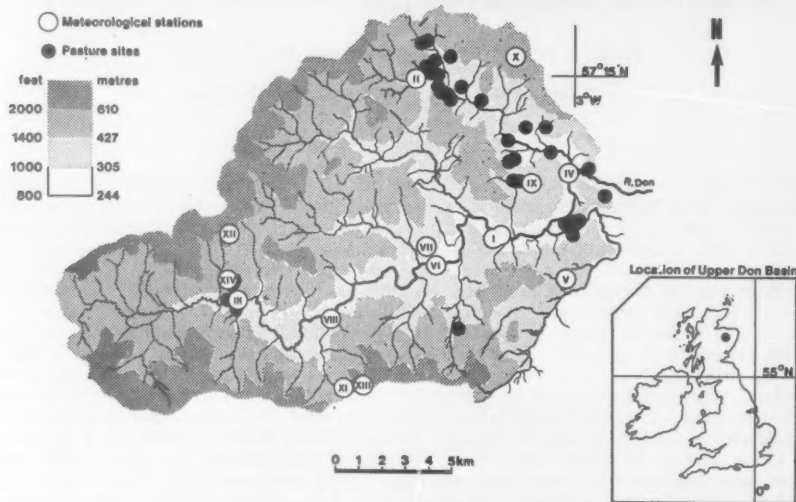 Meteorological stations
Pasture sites
feet metres
2000 610
1400 427
1000 305
800 244
N
57°15'N
3°W
X
II
IV
IX
R. Don
I
XII
VII
VI
XIV
III
V
VIII
XI XIII
0 1 2 3 4 5km
Location of Upper Don Basin
55°N
0°